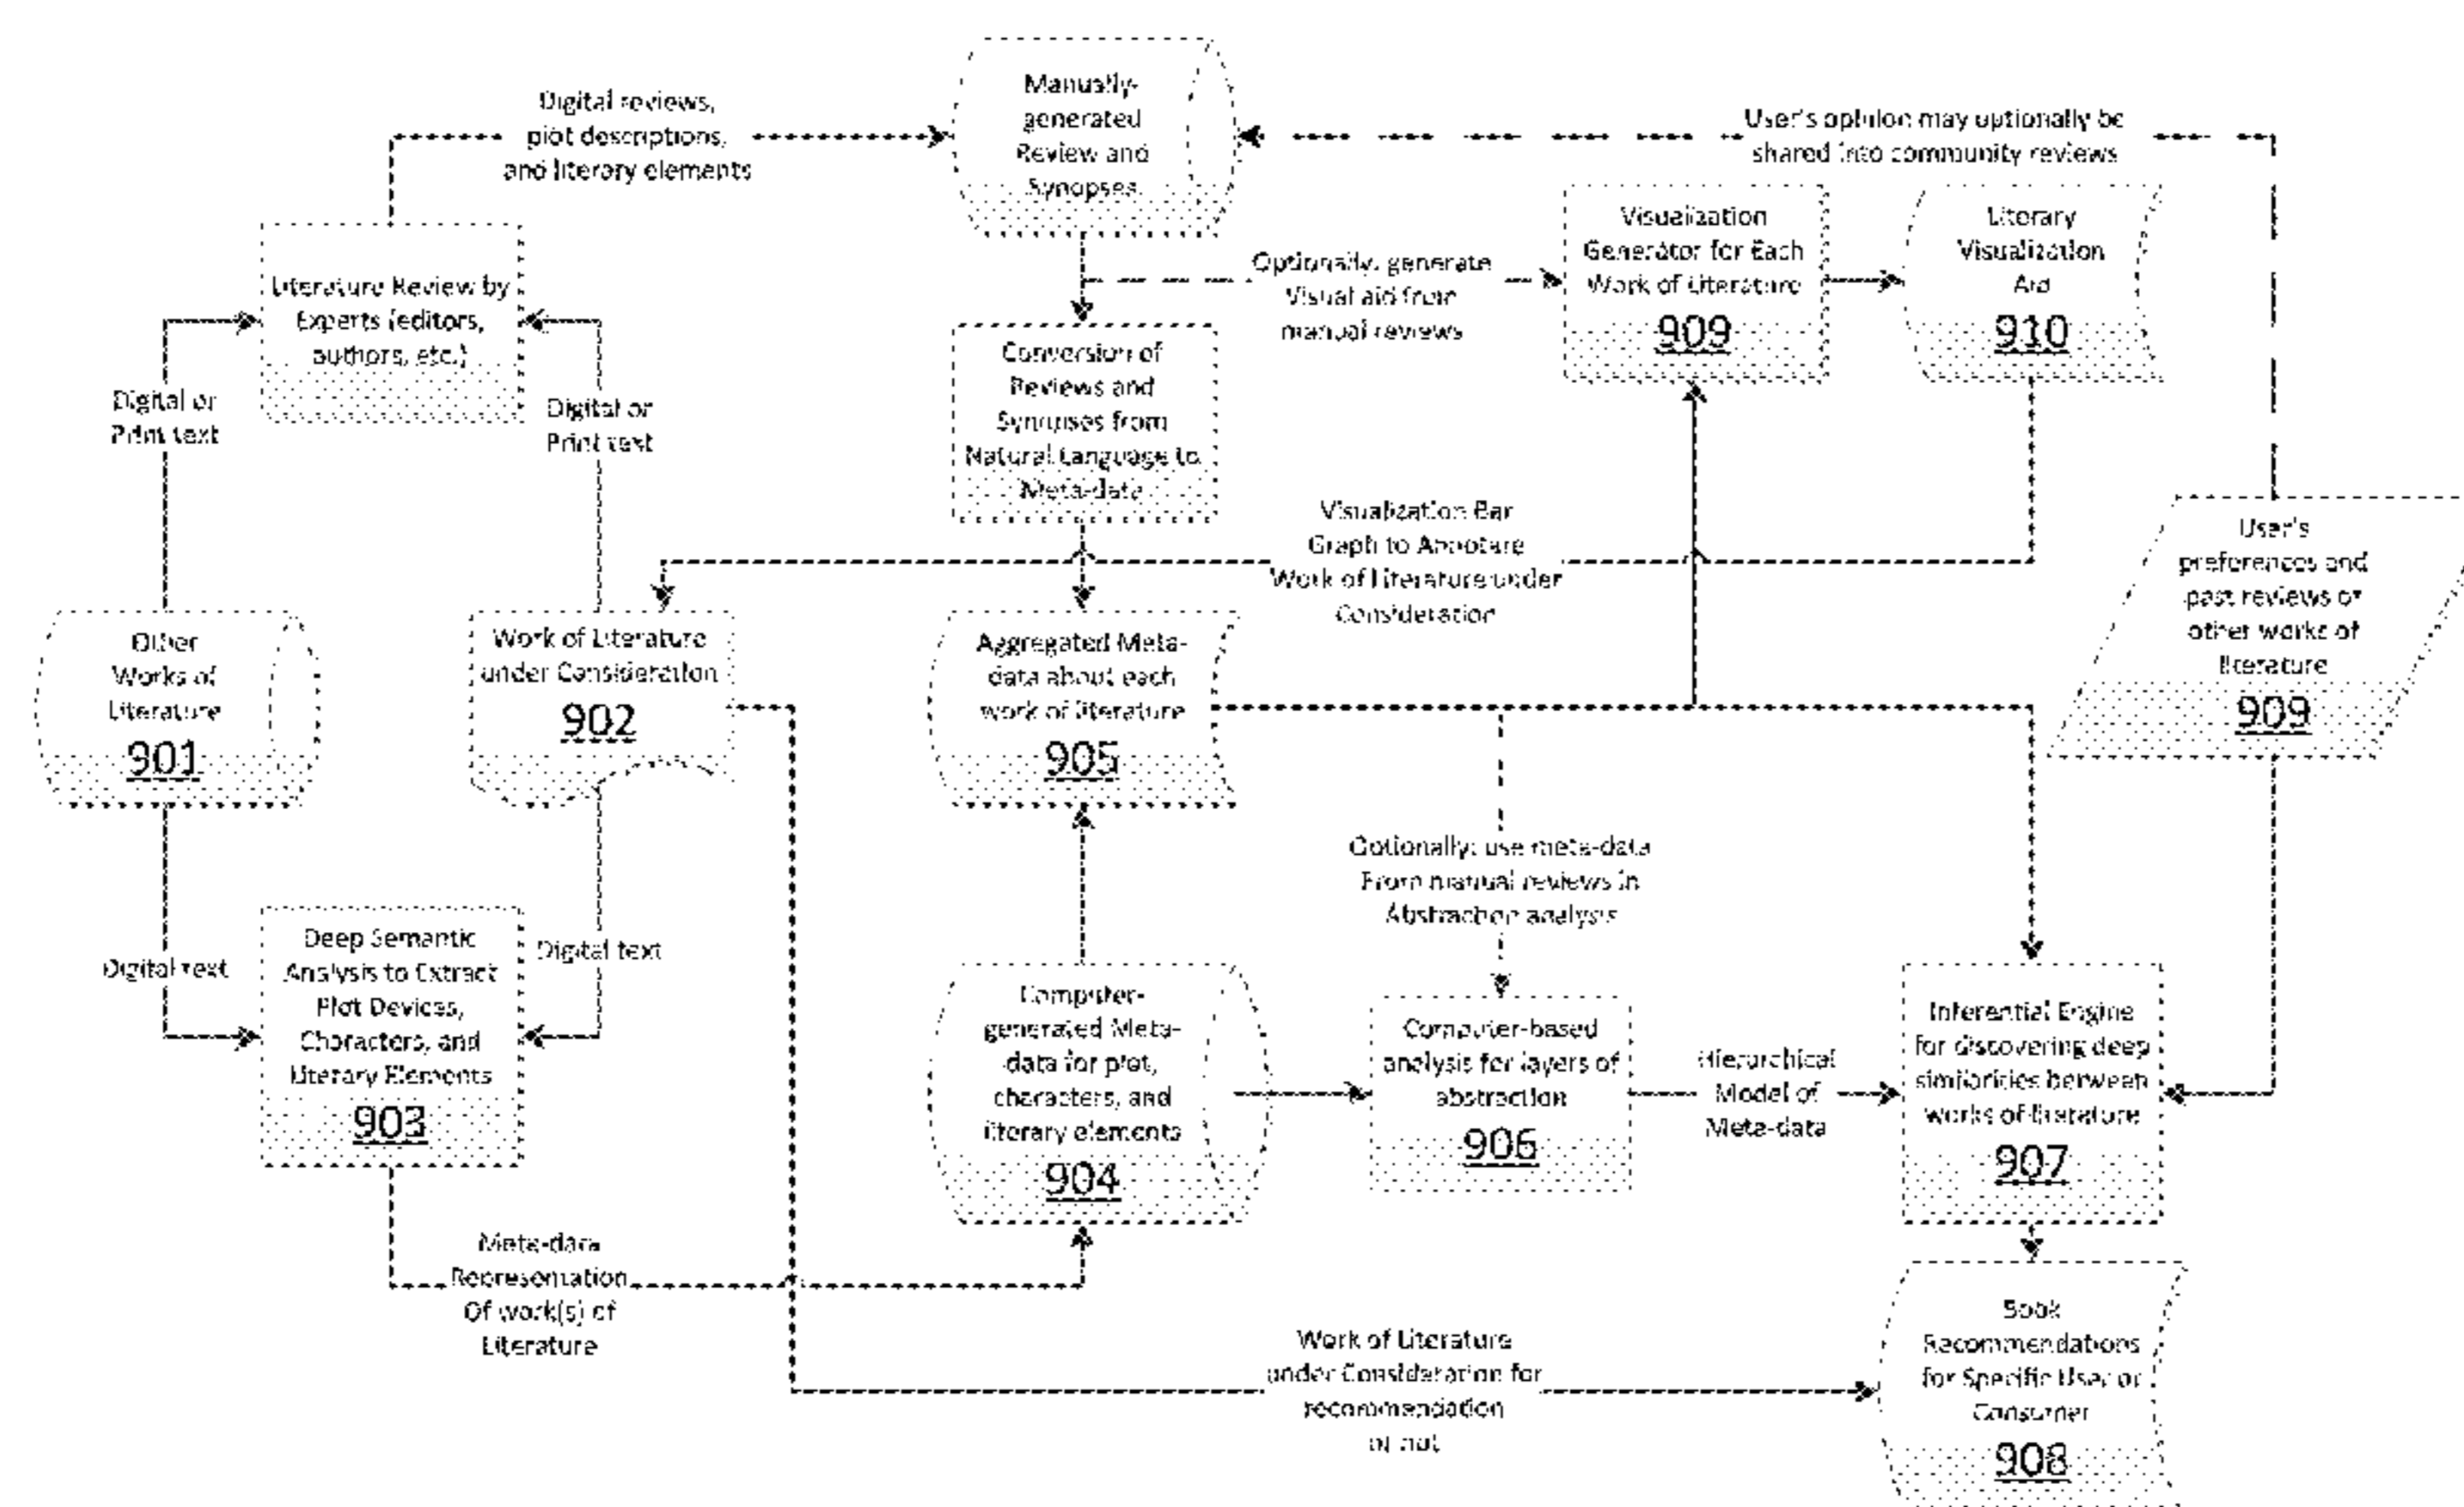 Manually-
generated
Review and
Synopses
Digital reviews,
plot descriptions,
and literary elements
User's opinion may optionally be
shared into community reviews
Literature Review by
Experts (editors,
authors, etc.)
Optionally: generate
Visual aid from
manual reviews
Visualization
Generator for Each
Work of Literature
909
Literary
Visualization
Aid
910
Digital or
Print text
Digital or
Print text
Conversion of
Reviews and
Synopses from
Natural Language to
Meta-data
Visualization Bar
Graph to Annotate
Work of Literature under
Consideration
User's
preferences and
past reviews of
other works of
literature
909
Other
Works of
Literature
901
Work of Literature
under Consideration
902
Aggregated Meta-
data about each
work of literature
905
Optionally: use meta-data
From manual reviews in
Abstraction analysis
Digital text
Deep Semantic
Analysis to Extract
Plot Devices,
Characters, and
Literary Elements
903
Digital text
Computer-
generated Meta-
data for plot,
characters, and
literary elements
904
Computer-based
analysis for layers of
abstraction
906
Hierarchical
Model of
Meta-data
Inferential Engine
for discovering deep
similarities between
works of literature
907
Meta-data
Representation
Of work(s) of
Literature
Work of Literature
under Consideration for
recommendation
or not
Book
Recommendations
for Specific User or
Consumer
908